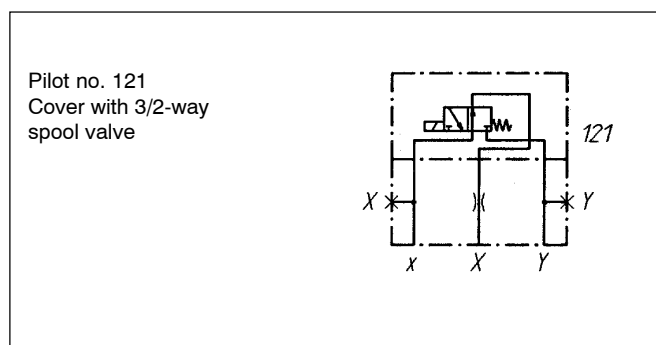 Pilot no. 121
Cover with 3/2-way
spool valve
121
X Y
x X Y